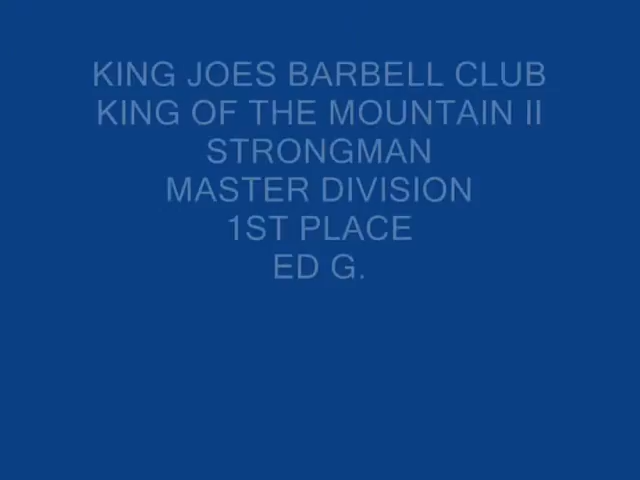 KING JOES BARBELL CLUB
KING OF THE MOUNTAIN II
STRONGMAN
MASTER DIVISION
1ST PLACE
ED G.